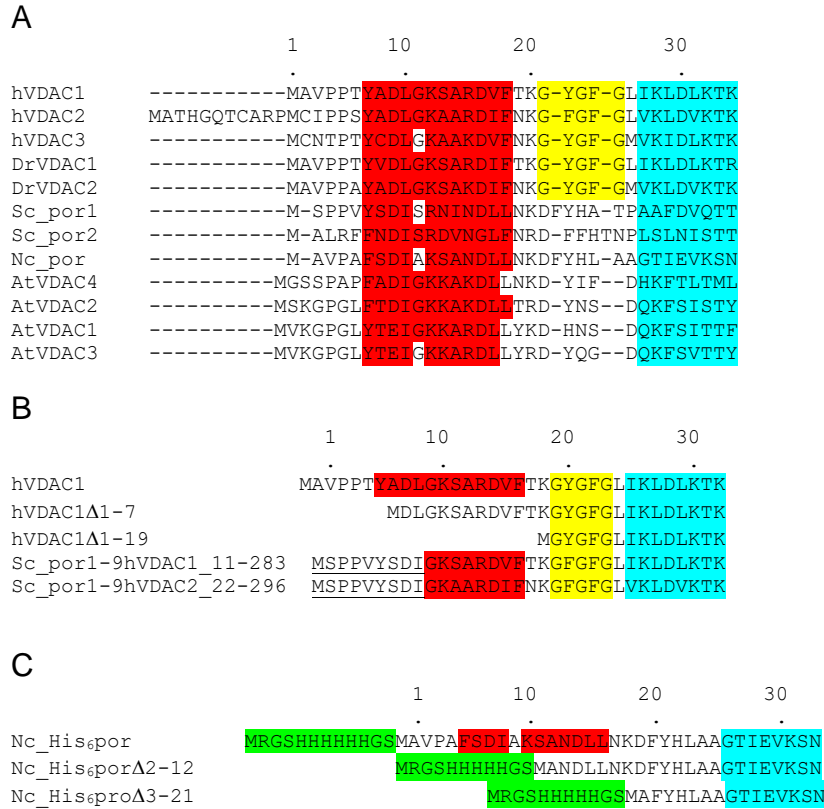 A
1 10 20 30
. . . .
hVDAC1 -----------MAVPPTYADLGKSARDVFTKG-YGF-GLIKLDLKTK
hVDAC2 MATHGQTCARPMCIPPSYADLGKAARDIFNKG-FGF-GLVKLDVKTK
hVDAC3 -----------MCNTPTYCDLGKAAKDVFNKG-YGF-GMVKIDLKTK
DrVDAC1 -----------MAVPPTYVDLGKSARDIFTKG-YGF-GLIKLDLKTR
DrVDAC2 -----------MAVPPAYADLGKSAKDIFNKG-YGF-GMVKLDVKTK
Sc_por1 -----------M-SPPVYSDISRNINDLLNKDFYHA-TPAAFDVQTT
Sc_por2 -----------M-ALRFFNDISRDVNGLFNRD-FFHTNPLSLNISTT
Nc_por -----------M-AVPAFSDIAKSANDLLNKDFYHL-AAGTIEVKSN
AtVDAC4 ----------MGSSPAPFADIGKKAKDLLNKD-YIF--DHKFTLTML
AtVDAC2 ----------MSKGPGLFTDIGKKAKDLLTRD-YNS--DQKFSISTY
AtVDAC1 ----------MVKGPGLYTEIGKKARDLLYKD-HNS--DQKFSITTF
AtVDAC3 ----------MVKGPGLYTEIGKKARDLLYRD-YQG--DQKFSVTTY
B
1 10 20 30
. . . .
hVDAC1 MAVPPTYADLGKSARDVFTKGYGFGLIKLDLKTK
hVDAC1Δ1-7 MDLGKSARDVFTKGYGFGLIKLDLKTK
hVDAC1Δ1-19 MGYGFGLIKLDLKTK
Sc_por1-9hVDAC1_11-283 MSPPVYSDIGKSARDVFTKGFGFGLIKLDLKTK
Sc_por1-9hVDAC2_22-296 MSPPVYSDIGKAARDIFNKGFGFGLVKLDVKTK
C
1 10 20 30
. . . .
Nc_His₆por MRGSHHHHHHGSMAVPAFSDIAKSANDLLNKDFYHLAAGTIEVKSN
Nc_His₆porΔ2-12 MRGSHHHHHGSMANDLLNKDFYHLAAGTIEVKSN
Nc_His₆proΔ3-21 MRGSHHHHHGSMAFYHLAAGTIEVKSN